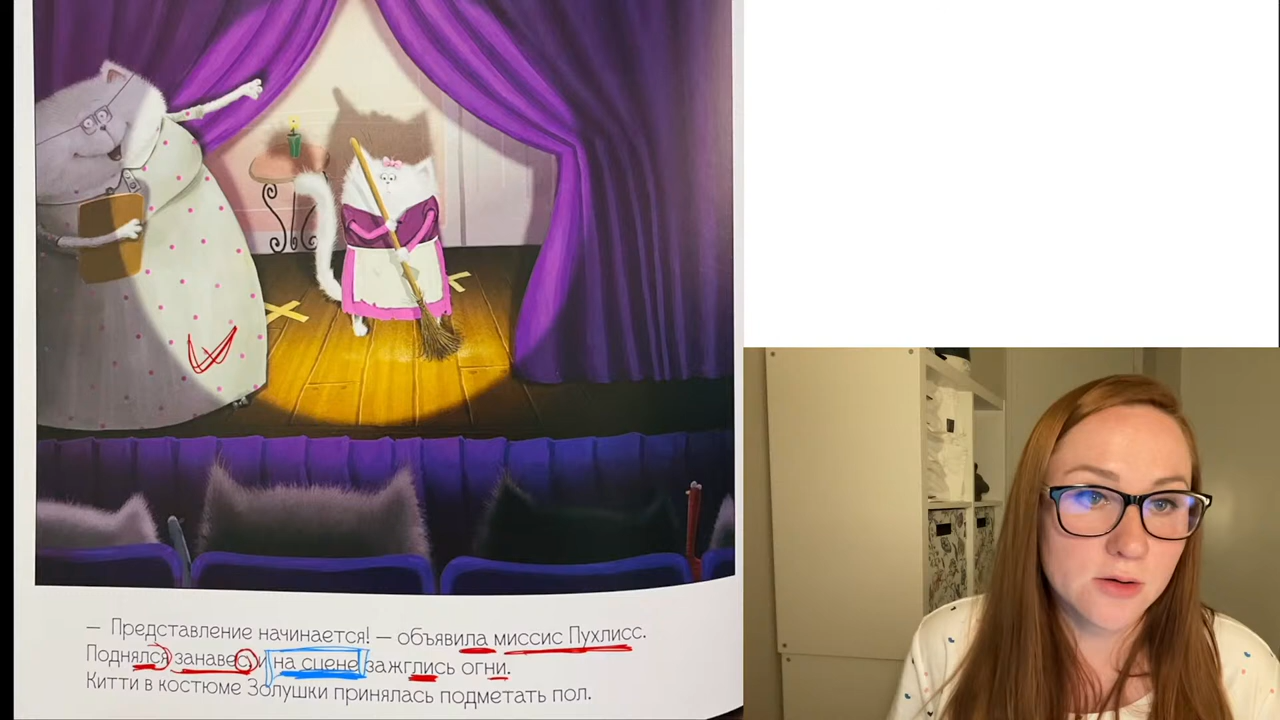 — Представление начинается! — объявила миссис Пухлисс.
Поднялся занавес, и на сцене зажглись огни.
Китти в костюме Золушки принялась подметать пол.